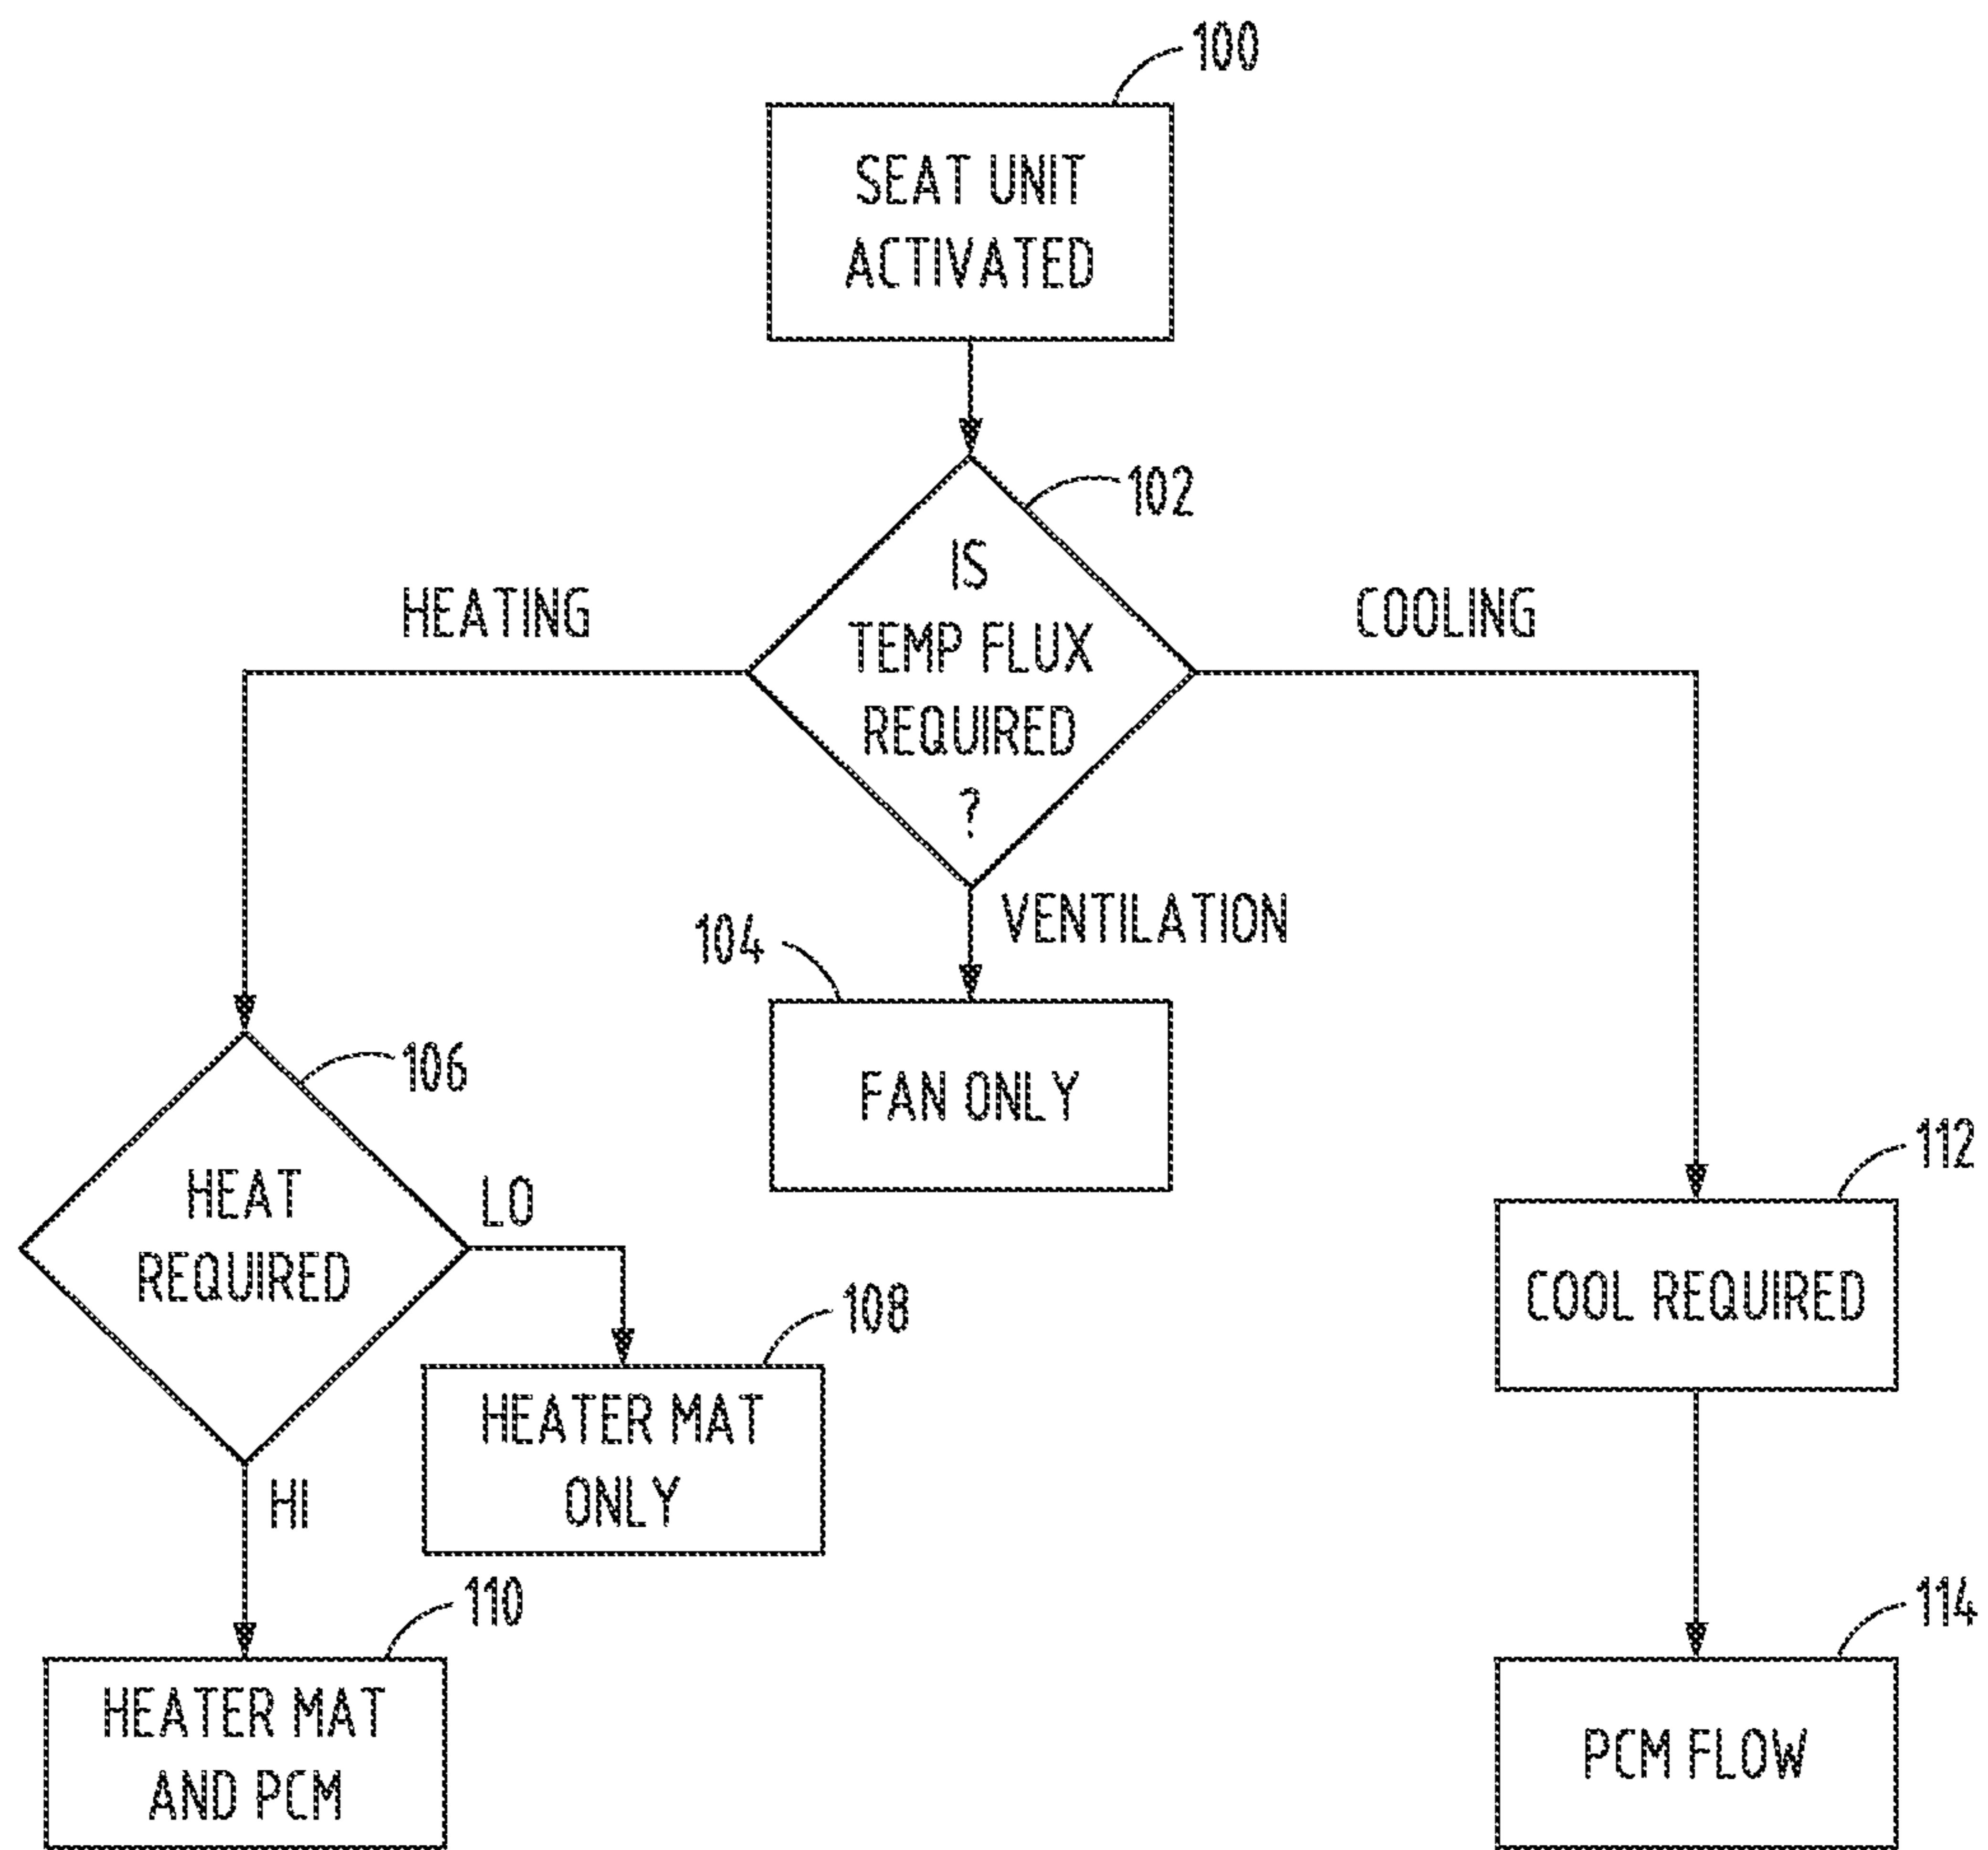 100
SEAT UNIT
ACTIVATED
102
IS
TEMP FLUX
REQUIRED
?
HEATING
COOLING
VENTILATION
104
FAN ONLY
106
HEAT
REQUIRED
LO
108
HEATER MAT
ONLY
HI
110
HEATER MAT
AND PCM
112
COOL REQUIRED
114
PCM FLOW